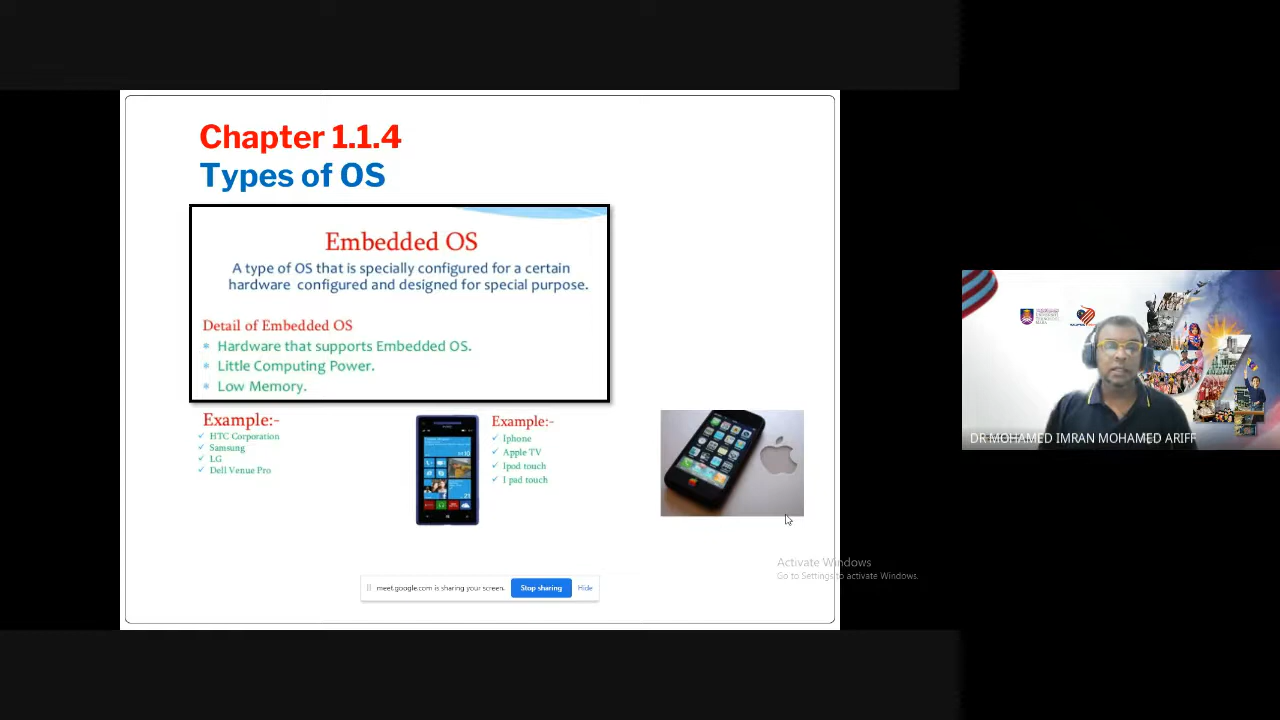 Chapter 1.1.4
Types of OS
Embedded OS
A type of OS that is specially configured for a certain
hardware configured and designed for special purpose.
Detail of Embedded OS
Hardware that supports Embedded OS.
Little Computing Power.
Low Memory.
Example:-
HTC Corporation
Samsung
LG
Dell Venue Pro
Example:-
Iphone
Apple TV
Ipod touch
I pad touch
Activate Windows
Go to Settings to activate Windows.
meet.google.com is sharing your screen.
Stop sharing
Hide
DR MOHAMED IMRAN MOHAMED ARIFF